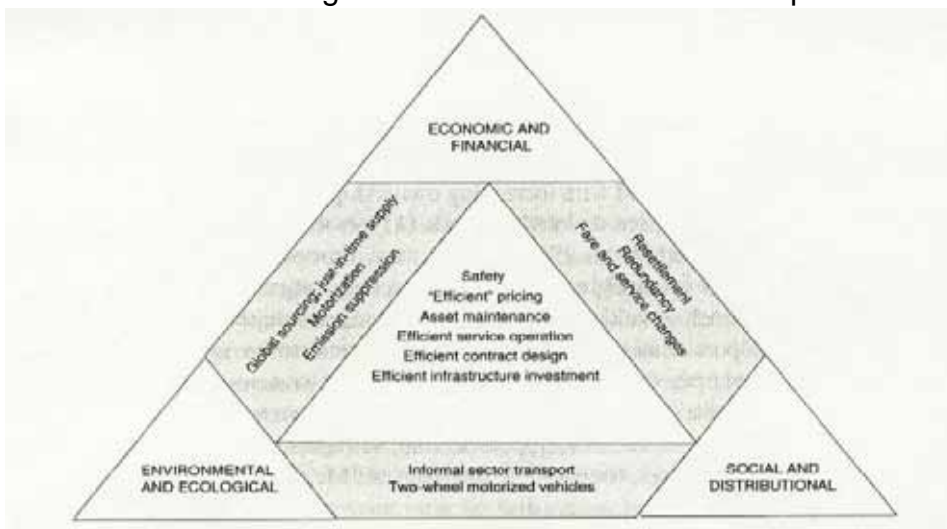 ECONOMIC AND
FINANCIAL
Global sourcing, just-in-time supply
Motorization
Emission suppression
Resettlement
Redundancy
Fare and service changes
Safety
"Efficient" pricing
Asset maintenance
Efficient service operation
Efficient contract design
Efficient infrastructure investment
ENVIRONMENTAL
AND ECOLOGICAL
Informal sector transport
Two-wheel motorized vehicles
SOCIAL AND
DISTRIBUTIONAL